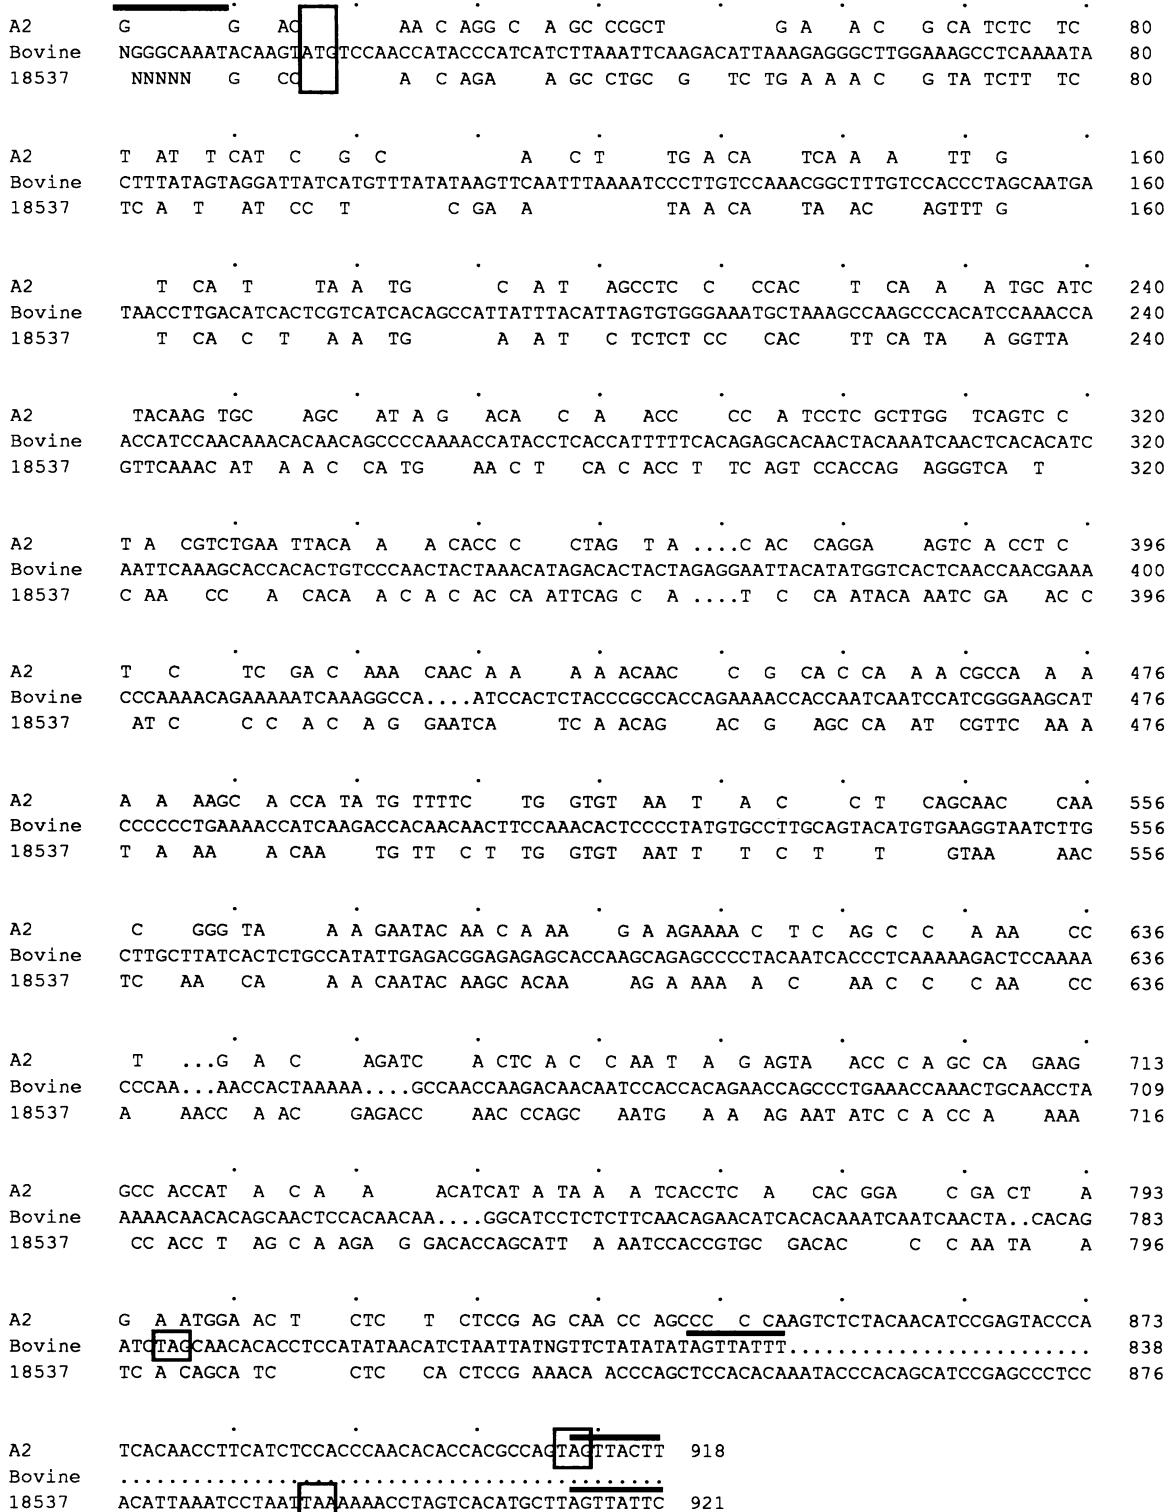 A2 G G AC AA C AGG C A GC CCGCT G A A C G C A TCTC TC 80
Bovine NGGGCAAATACAAGTATGTCCAACCATACCCATCATCTTAAATTCAAGACATTAAAGAGGGCTTGGAAAGCCTCAAAATA 80
18537 NNNNN G CC A C AGA A GCCTGC G TC TG A A A C G TA TCTT TC 80
A2 T AT T CAT C G C A C T TG A CA TCA A A TT G 160
Bovine CTTTATAGTAGGATTATCATGTTTATATAAGTTCAATTTAAAATCCCTTGTCCAAACGGCTTTGTCCACCCTAGCAATGA 160
18537 TC A T AT CC T C GA A TA A CA TA AC AGTTT G 160
A2 T CA T TA A TG C A T AGCCTC C CCAC T CA A A TGC ATC 240
Bovine TAACCTTGACATCACTCGTCATCACAGCCATTATTTACATTAGTGTGGGAAATGCTAAAGCCAAGCCCACATCCAAACCA 240
18537 T CA C T A A TG A A T C TCTCT CC CAC TT CA TA A GGTTA 240
A2 TACAAG TGC AGC ATA G ACA C A ACC CC A TCCTC GCTTGG TCAGTC C 320
Bovine ACCATCCAACAAACACAACAGCCCCAAAACCATACCTCACCATTTTTCACAGAGCACAACTACAAATCAACTCACACATC 320
18537 GTTCAAAC AT A A C CA TG AA C T CA C ACC T TC AGT CCACCAG AGGGTCA T 320
A2 T A CGTCTGAA TTACA A A CACC C CTAG T A ....C AC CAGGA AGTC A CCT C 396
Bovine AATTCAAAGCACCACACTGTCCCAACTACTAAACATAGACACTACTAGAGGAATTACATATGGTCACTCAACCAACGAAA 400
18537 C AA CC A CACA A C A C AC CA ATTCAG C A ....T C CA ATACA AATC GA AC C 396
A2 T C TC GA C AAA CAAC A A A A ACAAC C G CA C CA A A CGCCA A A 476
Bovine CCCAAAACAGAAAAATCAAAGGCCA....ATCCACTCTACCCGCCACCAGAAAACCACCAATCAATCCATCGGGAAGCAT 476
18537 AT C C C A C A G GAATCA TC A ACAG AC G AGC CA AT CGTTC AA A 476
A2 A A AAGC A CCA TA TG TTTTC TG GTGT AA T A C C T CAGCAAC CAA 556
Bovine CCCCCCTGAAAACCATCAAGACCACAACAACTTCCAAACACTCCCCTATGTGCCTTGCAGTACATGTGAAGGTAATCTTG 556
18537 T A AA A CAA TG TT C T TG GTGT AAT T T C T T GTAA AAC 556
A2 C GGG TA A A GAATAC AA C A AA G A AGAAAA C T C AG C C A AA CC 636
Bovine CTTGCTTATCACTCTGCCATATTGAGACGGAGAGAGCACCAAGCAGAGCCCCTACAATCACCCTCAAAAAGACTCCAAAA 636
18537 TC AA CA A A CAATAC AAGC ACAA AG A AAA A C AA C C C AA CC 636
A2 T ...G A C AGATC A CTC A C CAA T A G AGTA ACC C A GC CA GAAG 713
Bovine CCCAA...AACCACTAAAAA....GCCAACCAAGACAACAATCCACCACAGAACCAGCCCTGAAACCAAACTGCAACCTA 709
18537 A AACC A AC GAGACC AAC CCAGC AATG A A AG AAT ATC C A CC A AAA 716
A2 GCC ACCAT A C A A ACATCAT A TA A A TCACCTC A CAC GGA C GA CT A 793
Bovine AAAACAACACAGCAACTCCACAACAA....GGCATCCTCTCTTCAACAGAACATCACACAAATCAATCAACTA..CACAG 783
18537 CC ACC T AG C A AGA G GACACCAGCATT A AATCCACCGTGC GACAC C C AA TA A 796
A2 G A ATGGA AC T CTC T CTCCG AG CAA CC AGCCC C CAAGTCTCTACAACATCCGAGTACCCA 873
Bovine ATCTAGCAACACACCTCCATATAACATCTAATTATNGTTCTATATATAGTTATTT......................... 838
18537 TC A CAGCA TC CTC CA CTCCG AAACA ACCCAGCTCCACACAAATACCCACAGCATCCGAGCCCTCC 876
A2 TCACAACCTTCATCTCCACCCAACACACCACGCCAGTAGTTACTT 918
Bovine .............................................
18537 ACATTAAATCCTAATTAAAAAACCTAGTCACATGCTTAGTTATTC 921